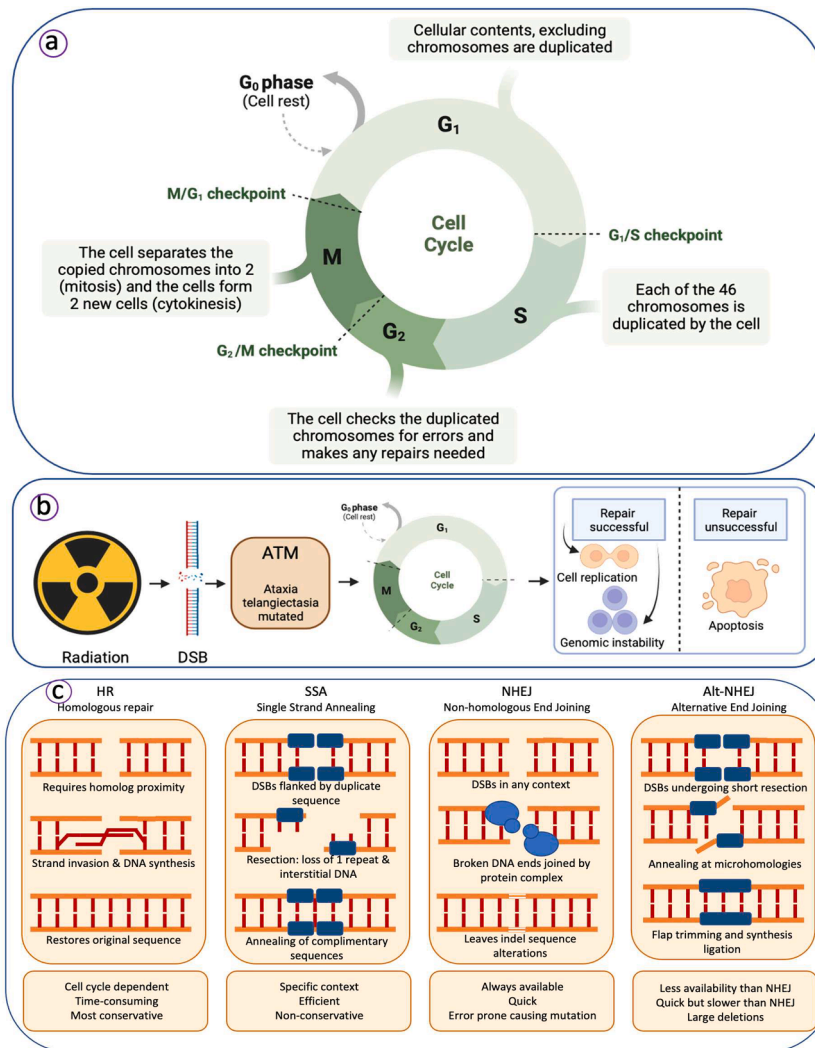 a
Cellular contents, excluding
chromosomes are duplicated
G₀ phase
(Cell rest)
G₁
M/G₁ checkpoint
Cell
Cycle
G₁/S checkpoint
M
The cell separates the
copied chromosomes into 2
(mitosis) and the cells form
2 new cells (cytokinesis)
S
Each of the 46
chromosomes is
duplicated by the cell
G₂
G₂/M checkpoint
The cell checks the duplicated
chromosomes for errors and
makes any repairs needed
b
Radiation
DSB
ATM
Ataxia
telangiectasia
mutated
G₀ phase
(Cell rest)
G₁
Cell
Cycle
M
G₂
S
Repair
successful
Cell replication
Genomic instability
Repair
unsuccessful
Apoptosis
c
HR
Homologous repair
Requires homolog proximity
Strand invasion & DNA synthesis
Restores original sequence
Cell cycle dependent
Time-consuming
Most conservative
SSA
Single Strand Annealing
DSBs flanked by duplicate
sequence
Resection: loss of 1 repeat &
interstitial DNA
Annealing of complimentary
sequences
Specific context
Efficient
Non-conservative
NHEJ
Non-homologous End Joining
DSBs in any context
Broken DNA ends joined by
protein complex
Leaves indel sequence
alterations
Always available
Quick
Error prone causing mutation
Alt-NHEJ
Alternative End Joining
DSBs undergoing short resection
Annealing at microhomologies
Flap trimming and synthesis
ligation
Less availability than NHEJ
Quick but slower than NHEJ
Large deletions